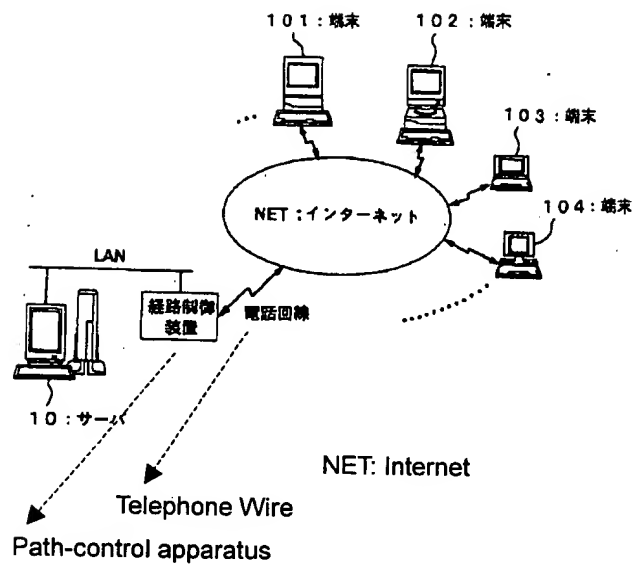 101:端末
102:端末
103:端末
NET:インターネット
104:端末
LAN
経路制御
装置
電話回線
10:サーバ
NET: Internet
Telephone Wire
Path-control apparatus